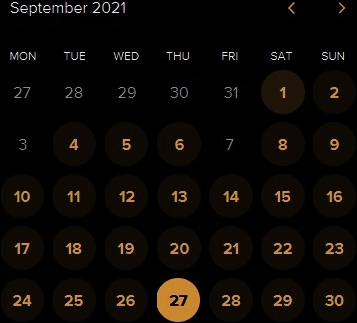 September 2021 < >
MON TUE WED THU FRI SAT SUN
27 28 29 30 31 1 2
3 4 5 6 7 8 9
10 11 12 13 14 15 16
17 18 19 20 21 22 23
24 25 26 27 28 29 30